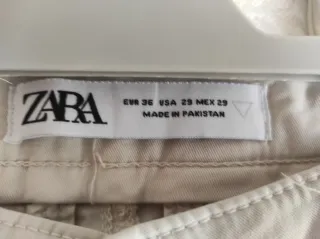 ZARA
EUR 36 USA 29 MEX 29
MADE IN PAKISTAN